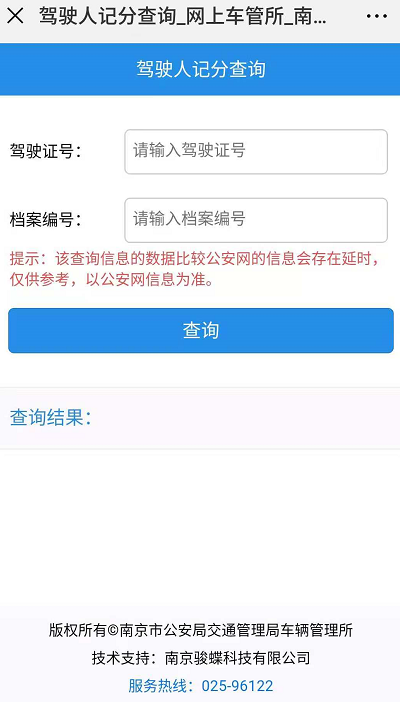 驾驶人记分查询_网上车管所_南...
驾驶人记分查询
驾驶证号：
请输入驾驶证号
档案编号：
请输入档案编号
提示：该查询信息的数据比较公安网的信息会存在延时，
仅供参考，以公安网信息为准。
查询
查询结果：
版权所有©南京市公安局交通管理局车辆管理所
技术支持：南京骏蝶科技有限公司
服务热线：025-96122